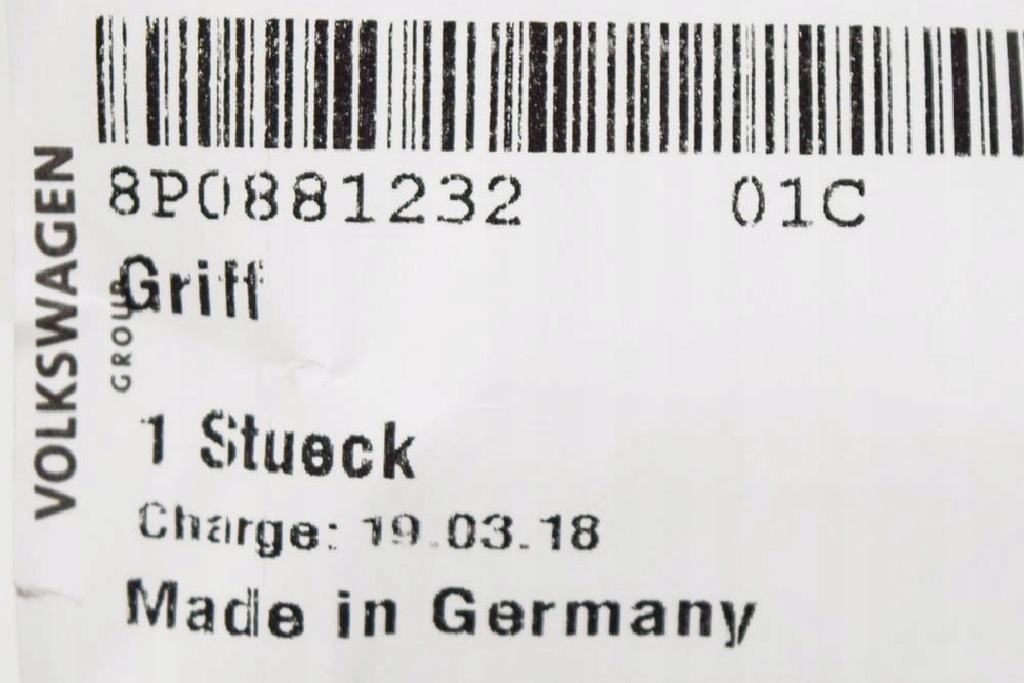 8P0881232 01C
Griff
1 Stueck
Charge: 19.03.18
Made in Germany
VOLKSWAGEN
GROUP